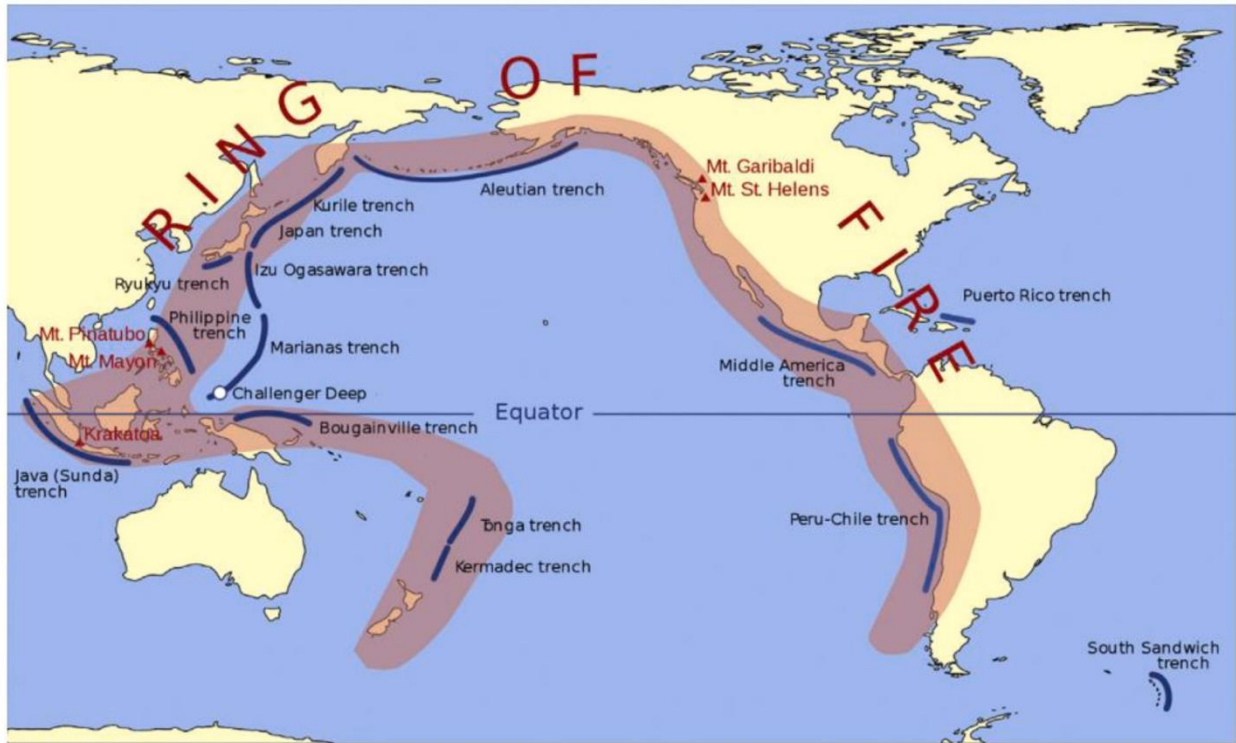 RING OF FIRE
Mt. Garibaldi
Mt. St. Helens
Aleutian trench
Kurile trench
Japan trench
Izu Ogasawara trench
Ryukyu trench
Puerto Rico trench
Philippine
trench
Mt. Pinatubo
Mt. Mayon
Marianas trench
Middle America
trench
Challenger Deep
Equator
Bougainville trench
Krakatoa
Java (Sunda)
trench
Tonga trench
Peru-Chile trench
Kermadec trench
South Sandwich
trench